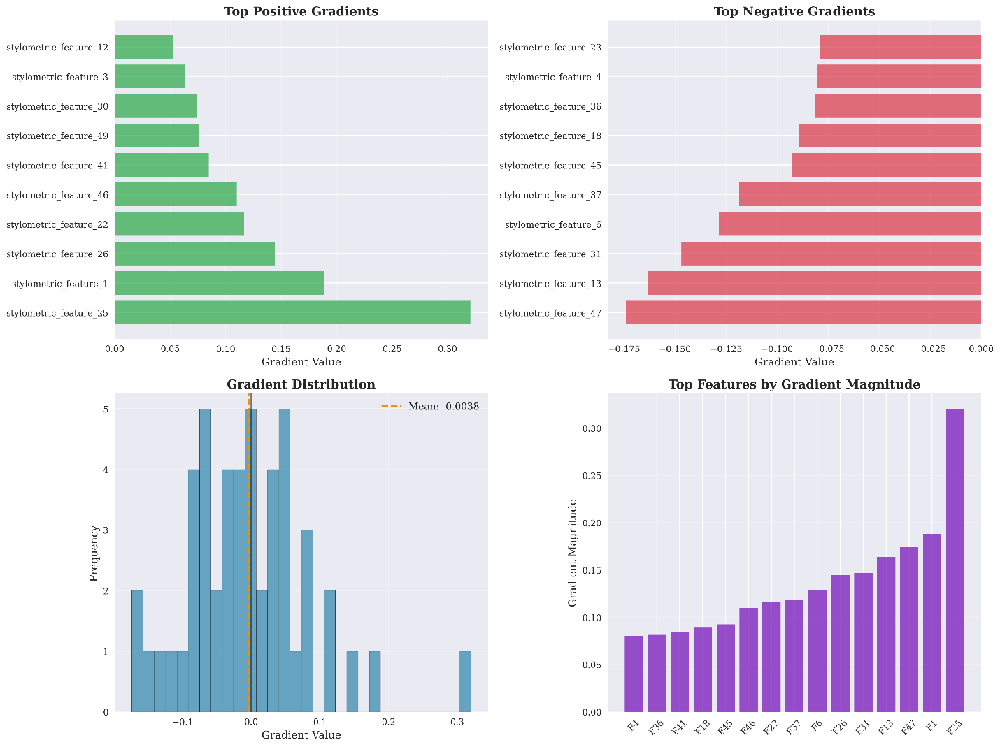 Top Positive Gradients
stylometric_feature_12
stylometric_feature_3
stylometric_feature_30
stylometric_feature_49
stylometric_feature_41
stylometric_feature_46
stylometric_feature_22
stylometric_feature_26
stylometric_feature_1
stylometric_feature_25
0.00 0.05 0.10 0.15 0.20 0.25 0.30
Gradient Value
Top Negative Gradients
stylometric_feature_23
stylometric_feature_4
stylometric_feature_36
stylometric_feature_18
stylometric_feature_45
stylometric_feature_37
stylometric_feature_6
stylometric_feature_31
stylometric_feature_13
stylometric_feature_47
−0.175 −0.150 −0.125 −0.100 −0.075 −0.050 −0.025 0.000
Gradient Value
Gradient Distribution
Mean: -0.0038
Frequency
5
4
3
2
1
0
−0.1 0.0 0.1 0.2 0.3
Gradient Value
Top Features by Gradient Magnitude
Gradient Magnitude
0.30
0.25
0.20
0.15
0.10
0.05
0.00
F4 F36 F41 F18 F45 F46 F22 F37 F6 F26 F31 F13 F47 F1 F25